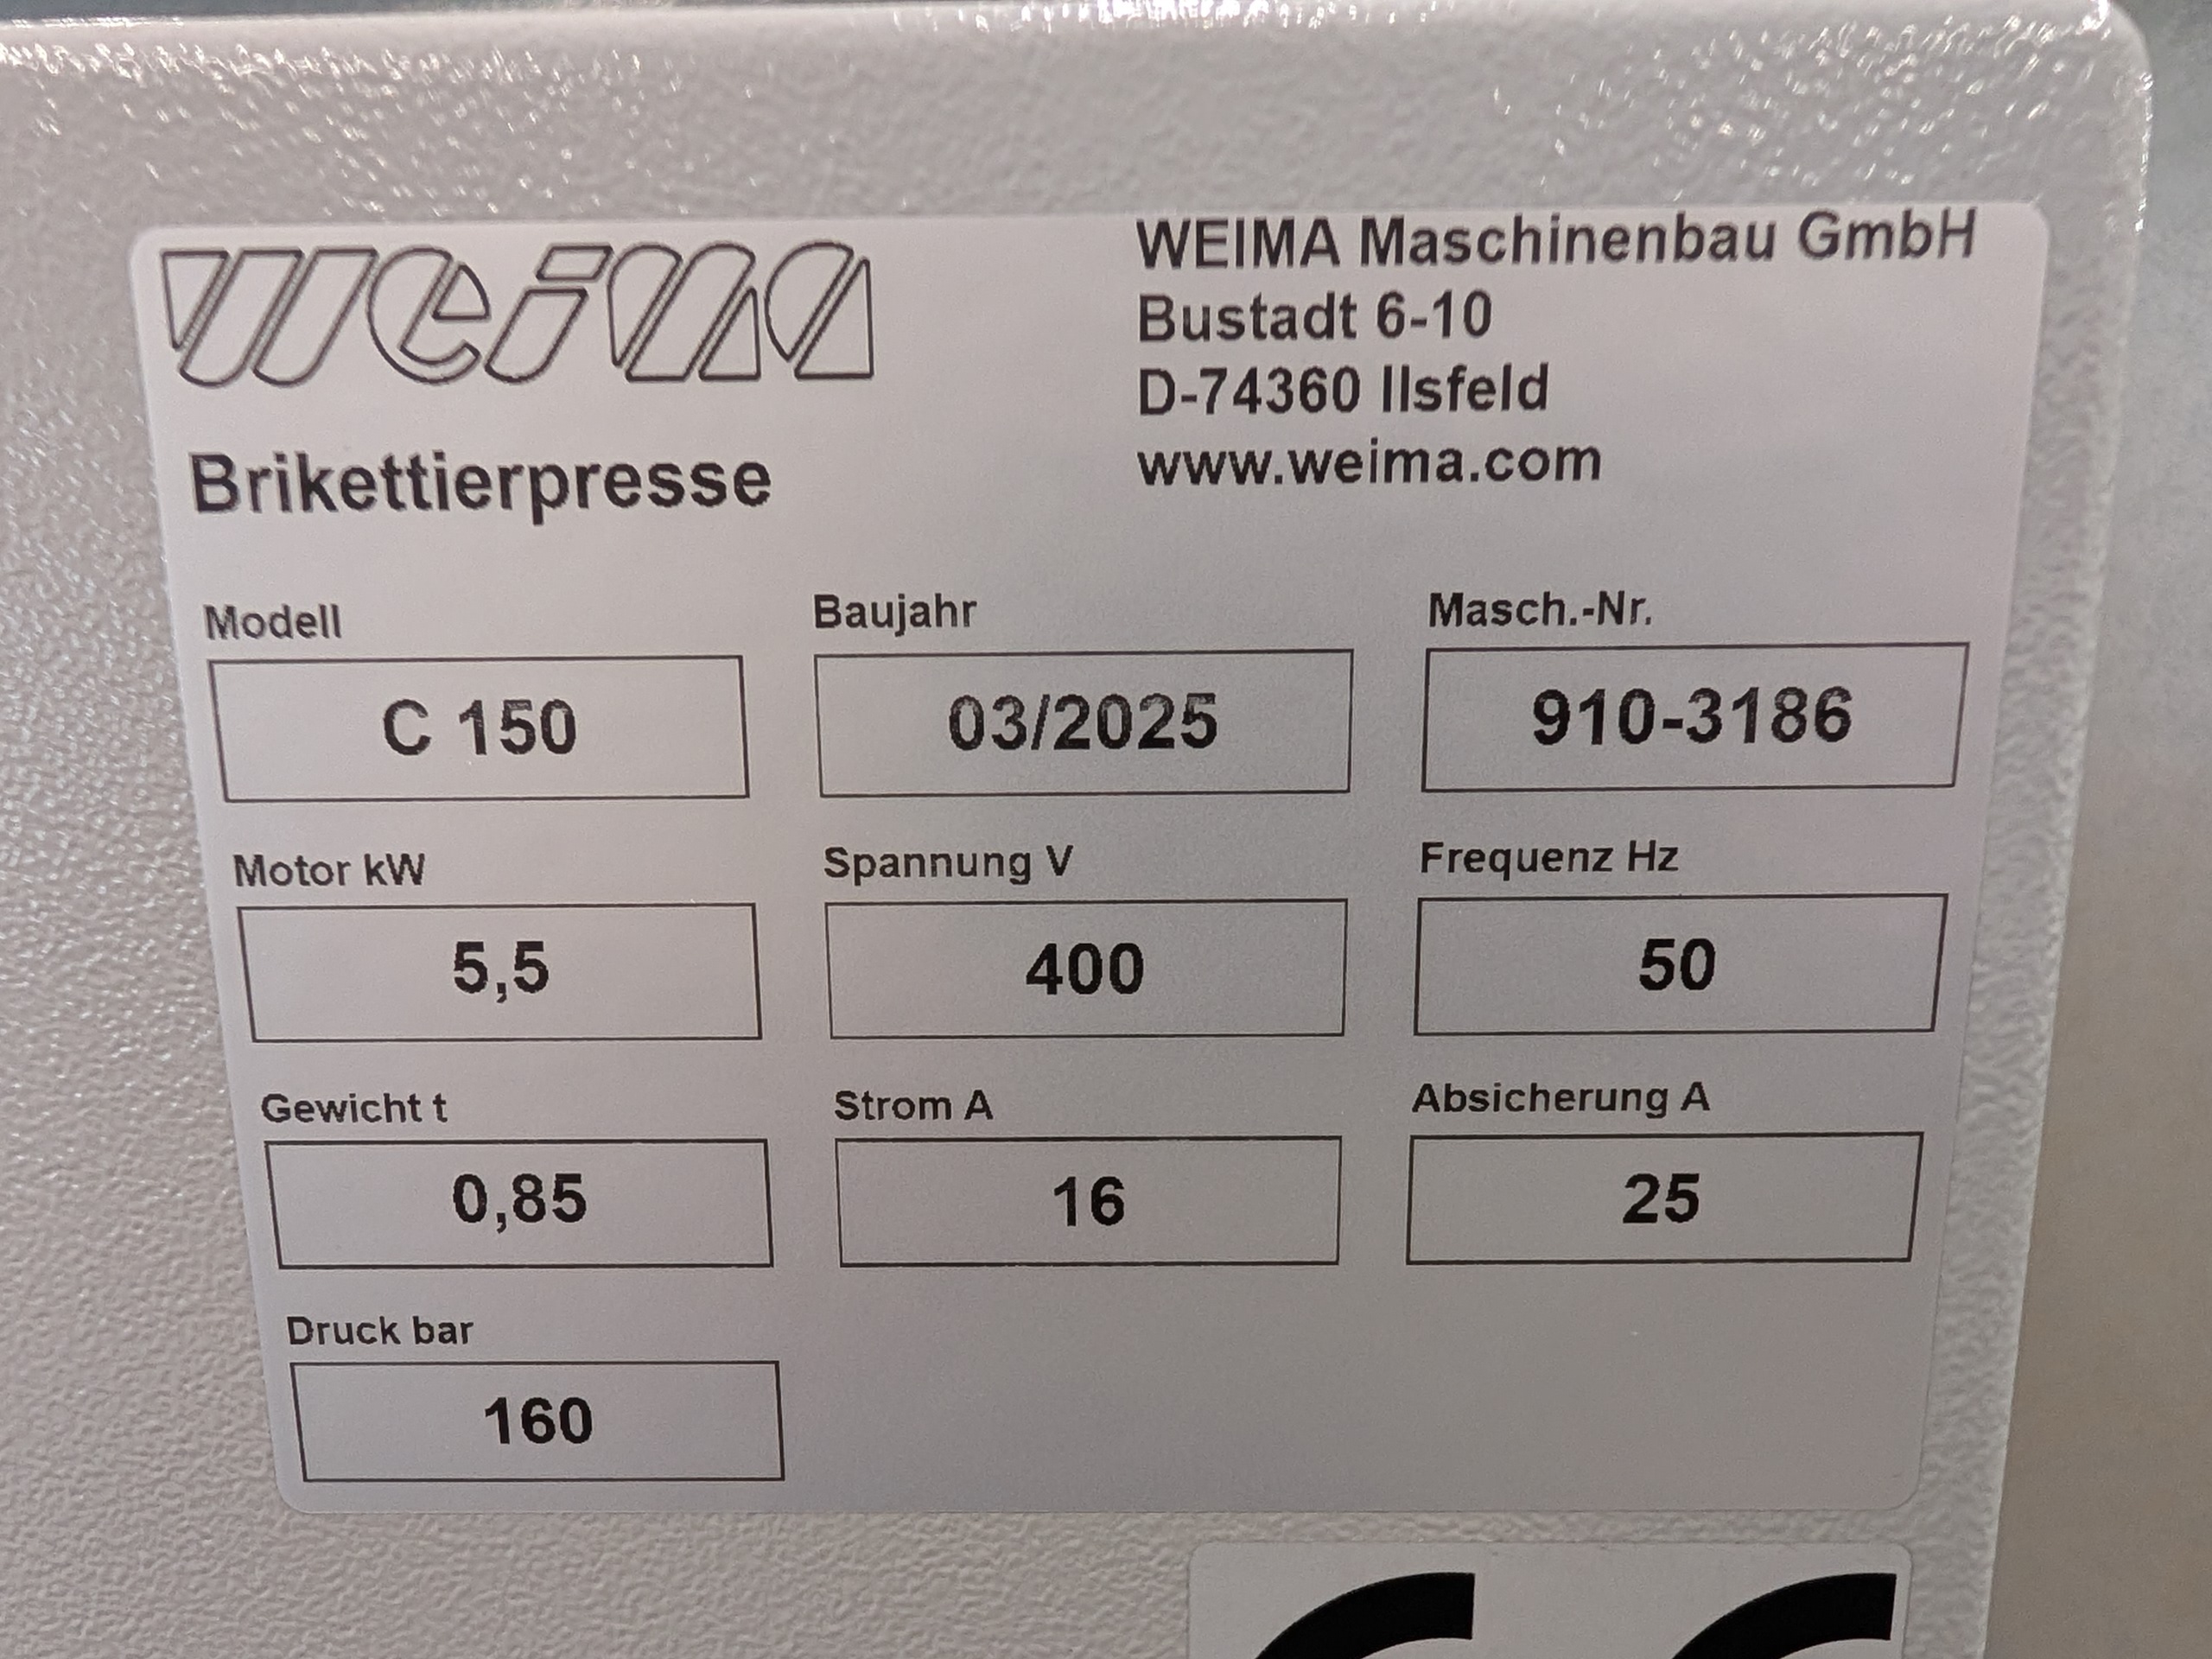 weima
WEIMA Maschinenbau GmbH
Bustadt 6-10
D-74360 Ilsfeld
www.weima.com
Brikettierpresse
Modell Baujahr Masch.-Nr.
C 150 03/2025 910-3186
Motor kW Spannung V Frequenz Hz
5,5 400 50
Gewicht t Strom A Absicherung A
0,85 16 25
Druck bar
160
CE